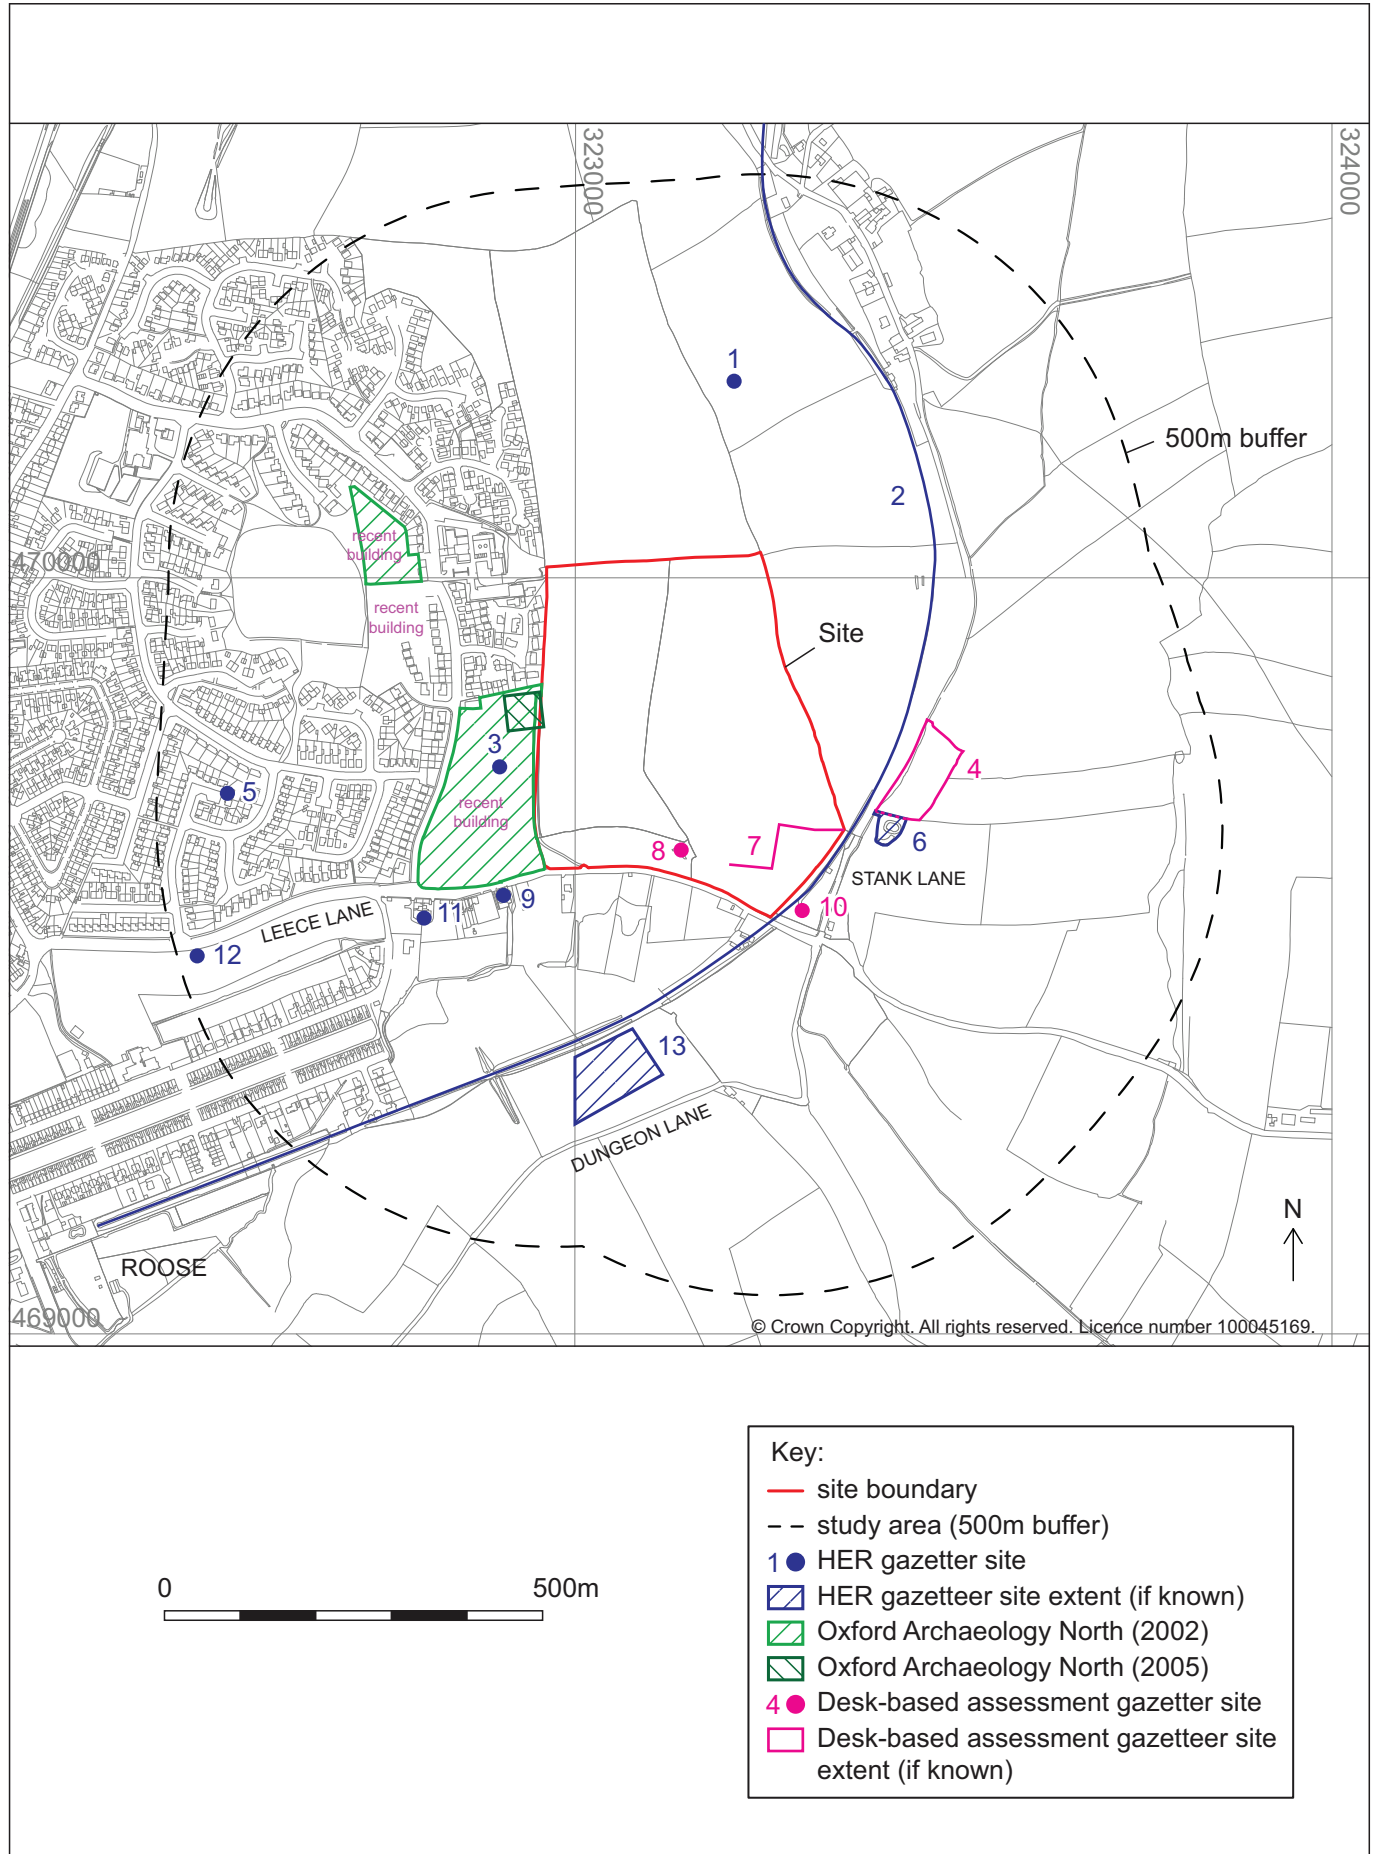 323000
324000
1
500m buffer
2
recent
building
470000
recent
building
Site
3
4
5
recent
building
7
8
6
STANK LANE
9
10
11
LEECE LANE
12
13
DUNGEON LANE
N
ROOSE
469000
© Crown Copyright. All rights reserved. Licence number 100045169.
Key:
site boundary
study area (500m buffer)
1 HER gazetter site
HER gazetteer site extent (if known)
Oxford Archaeology North (2002)
Oxford Archaeology North (2005)
4 Desk-based assessment gazetter site
Desk-based assessment gazetteer site
extent (if known)
0 500m